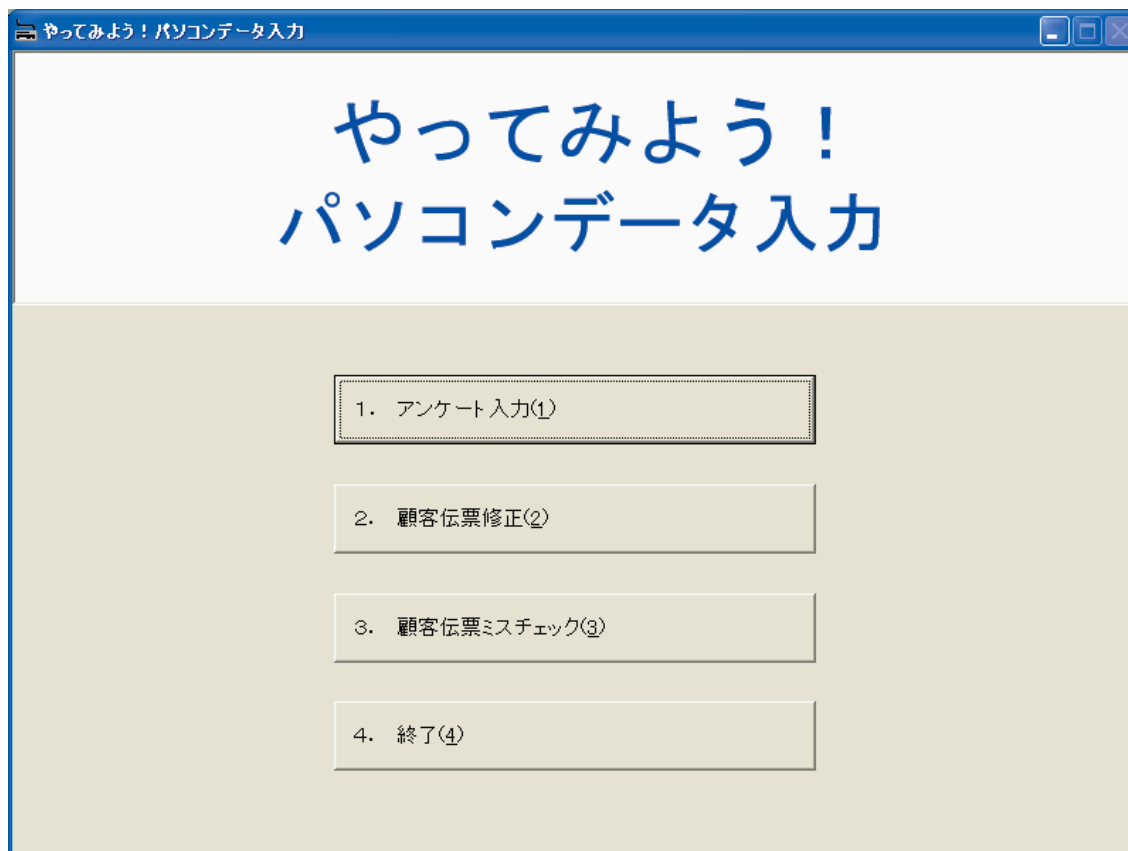 やってみよう！パソコンデータ入力
やってみよう！
パソコンデータ入力
1. アンケート入力(1)
2. 顧客伝票修正(2)
3. 顧客伝票ミスチェック(3)
4. 終了(4)